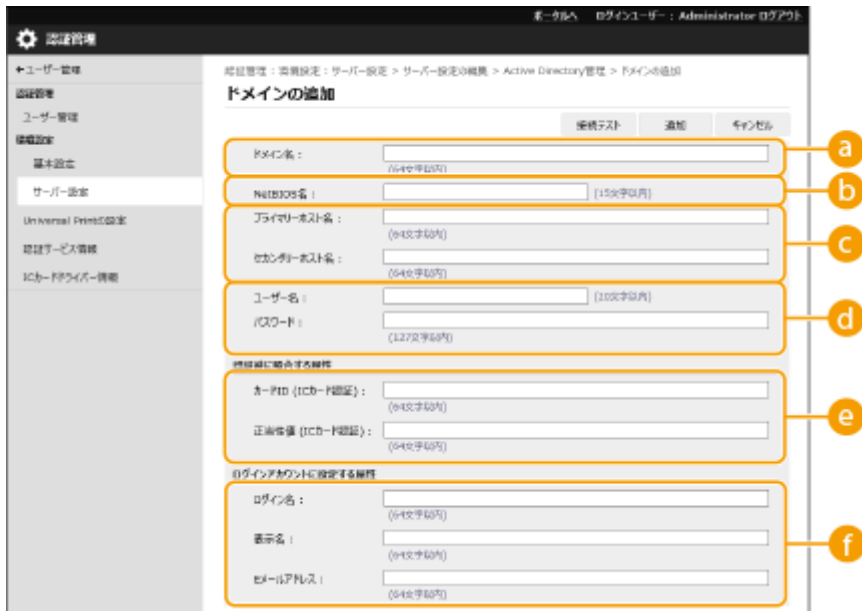 ポータルへ ログインユーザー : Administrator ログアウト
認証管理
←ユーザー管理
認証管理
ユーザー管理
環境設定
基本設定
サーバー設定
Universal Printの設定
認証サービス情報
ICカードドライバー情報
認証管理 : 環境設定 : サーバー設定 > サーバー設定の編集 > Active Directory管理 > ドメインの追加
ドメインの追加
接続テスト 追加 キャンセル
ドメイン名 :
(64文字以内)
a
NetBIOS名 : (15文字以内)
b
プライマリーホスト名 :
(64文字以内)
セカンダリーホスト名 :
(64文字以内)
c
ユーザー名 : (20文字以内)
パスワード :
(127文字以内)
d
認証時に照合する属性
カードID (ICカード認証) :
(64文字以内)
正当性値 (ICカード認証) :
(64文字以内)
e
ログインアカウントに設定する属性
ログイン名 :
(64文字以内)
表示名 :
(64文字以内)
Eメールアドレス :
(64文字以内)
f